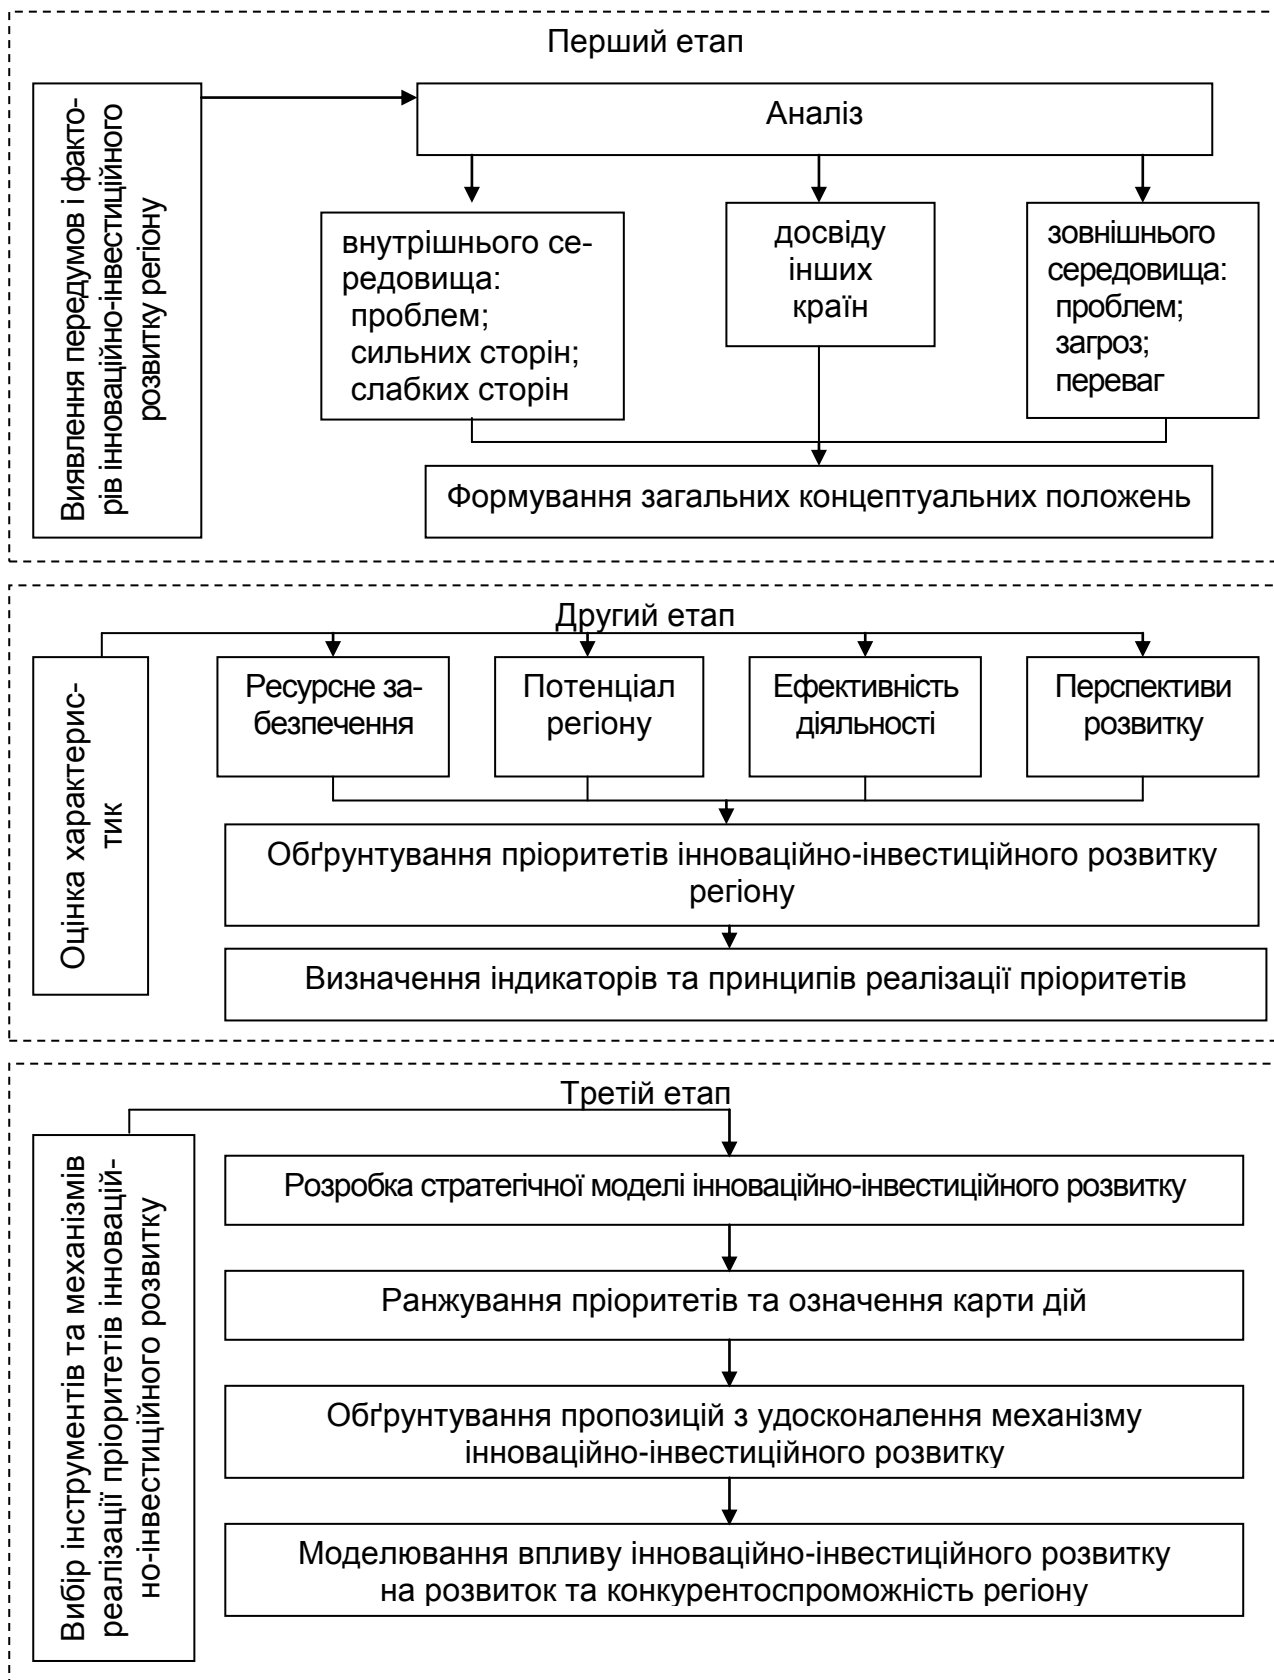 Перший етап
Виявлення передумов і факто-
рів інноваційно-інвестиційного
розвитку регіону
Аналіз
внутрішнього се-
редовища:
проблем;
сильних сторін;
слабких сторін
досвіду
інших
країн
зовнішнього
середовища:
проблем;
загроз;
переваг
Формування загальних концептуальних положень
Другий етап
Оцінка характерис-
тик
Ресурсне за-
безпечення
Потенціал
регіону
Ефективність
діяльності
Перспективи
розвитку
Обґрунтування пріоритетів інноваційно-інвестиційного розвитку
регіону
Визначення індикаторів та принципів реалізації пріоритетів
Третій етап
Вибір інструментів та механізмів
реалізації пріоритетів інновацій-
но-інвестиційного розвитку
Розробка стратегічної моделі інноваційно-інвестиційного розвитку
Ранжування пріоритетів та означення карти дій
Обґрунтування пропозицій з удосконалення механізму
інноваційно-інвестиційного розвитку
Моделювання впливу інноваційно-інвестиційного розвитку
на розвиток та конкурентоспроможність регіону